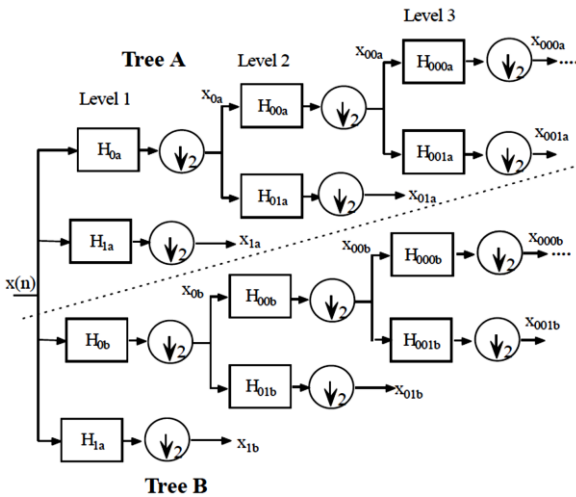 Level 3
Tree A
Level 2
x000a
x00a
H000a
↓2
Level 1
x0a
H00a
↓2
H0a
↓2
H001a
↓2
x001a
H01a
↓2
x01a
H1a
↓2
x1a
x(n)
x00b
H000b
↓2
x000b
x0b
H00b
↓2
H0b
↓2
H001b
↓2
x001b
H01b
↓2
x01b
H1a
↓2
x1b
Tree B